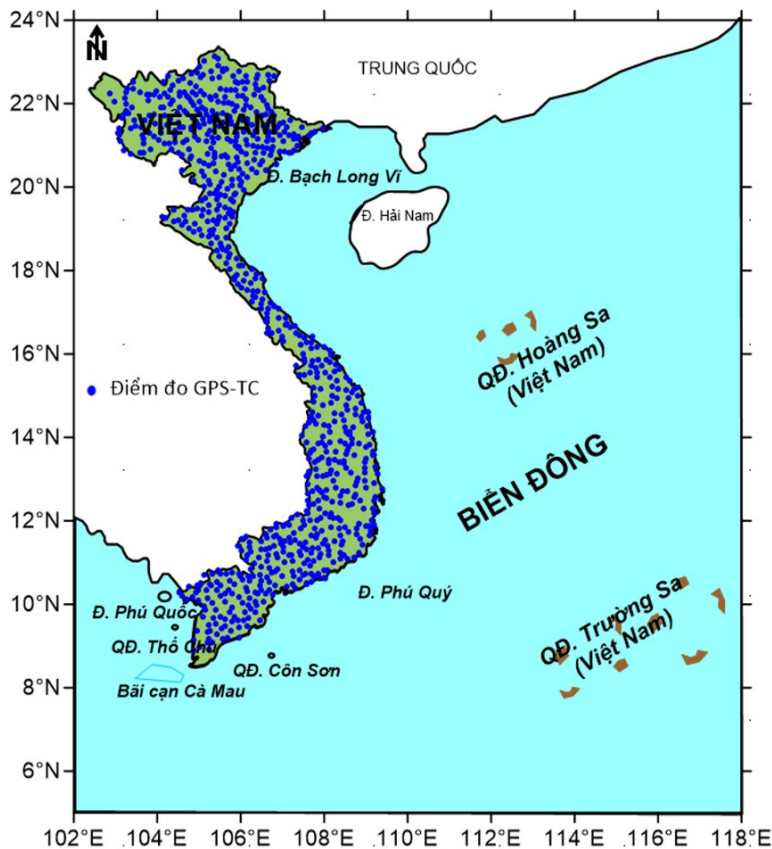 24°N
N
TRUNG QUỐC
22°N
VIỆT NAM
20°N
Đ. Bạch Long Vĩ
Đ. Hải Nam
18°N
16°N
QĐ. Hoàng Sa
(Việt Nam)
Điểm đo GPS-TC
14°N
BIỂN ĐÔNG
12°N
10°N
Đ. Phú Quý
Đ. Phú Quốc
QĐ. Trường Sa
(Việt Nam)
QĐ. Thổ Chu
QĐ. Côn Sơn
8°N
Bãi cạn Cà Mau
6°N
102°E 104°E 106°E 108°E 110°E 112°E 114°E 116°E 118°E